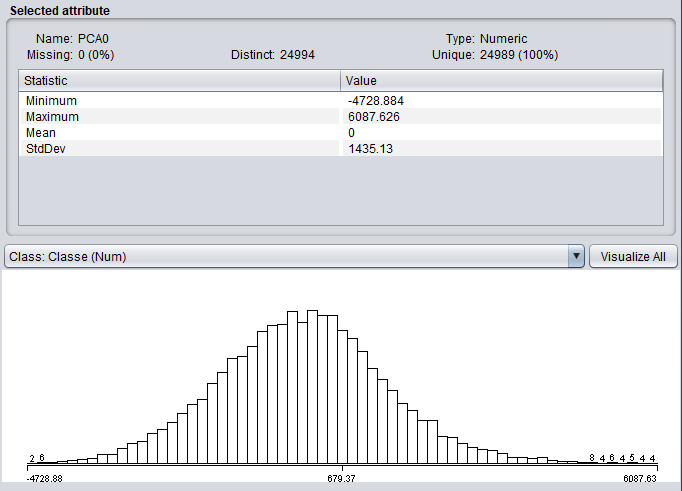 Selected attribute
Name: PCA0 Type: Numeric
Missing: 0 (0%) Distinct: 24994 Unique: 24989 (100%)
Statistic Value
Minimum -4728.884
Maximum 6087.626
Mean 0
StdDev 1435.13
Class: Classe (Num) Visualize All
2 6 8 4 6 4 5 4 4
-4728.88 679.37 6087.63